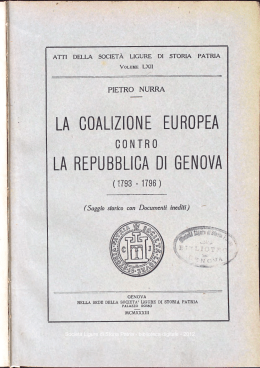 ATTI DELLA SOCIETÀ LIGURE DI STORIA PATRIA
VOLUME LXII
PIETRO NURRA
LA COALIZIONE EUROPEA
CONTRO
LA REPUBBLICA DI GENOVA
(1793 - 1796)
(Saggio storico con Documenti inediti)
GENOVA
NELLA SEDE DELLA SOCIETÀ LIGURE DI STORIA PATRIA
PALAZZO ROSSO
MCMXXXIII